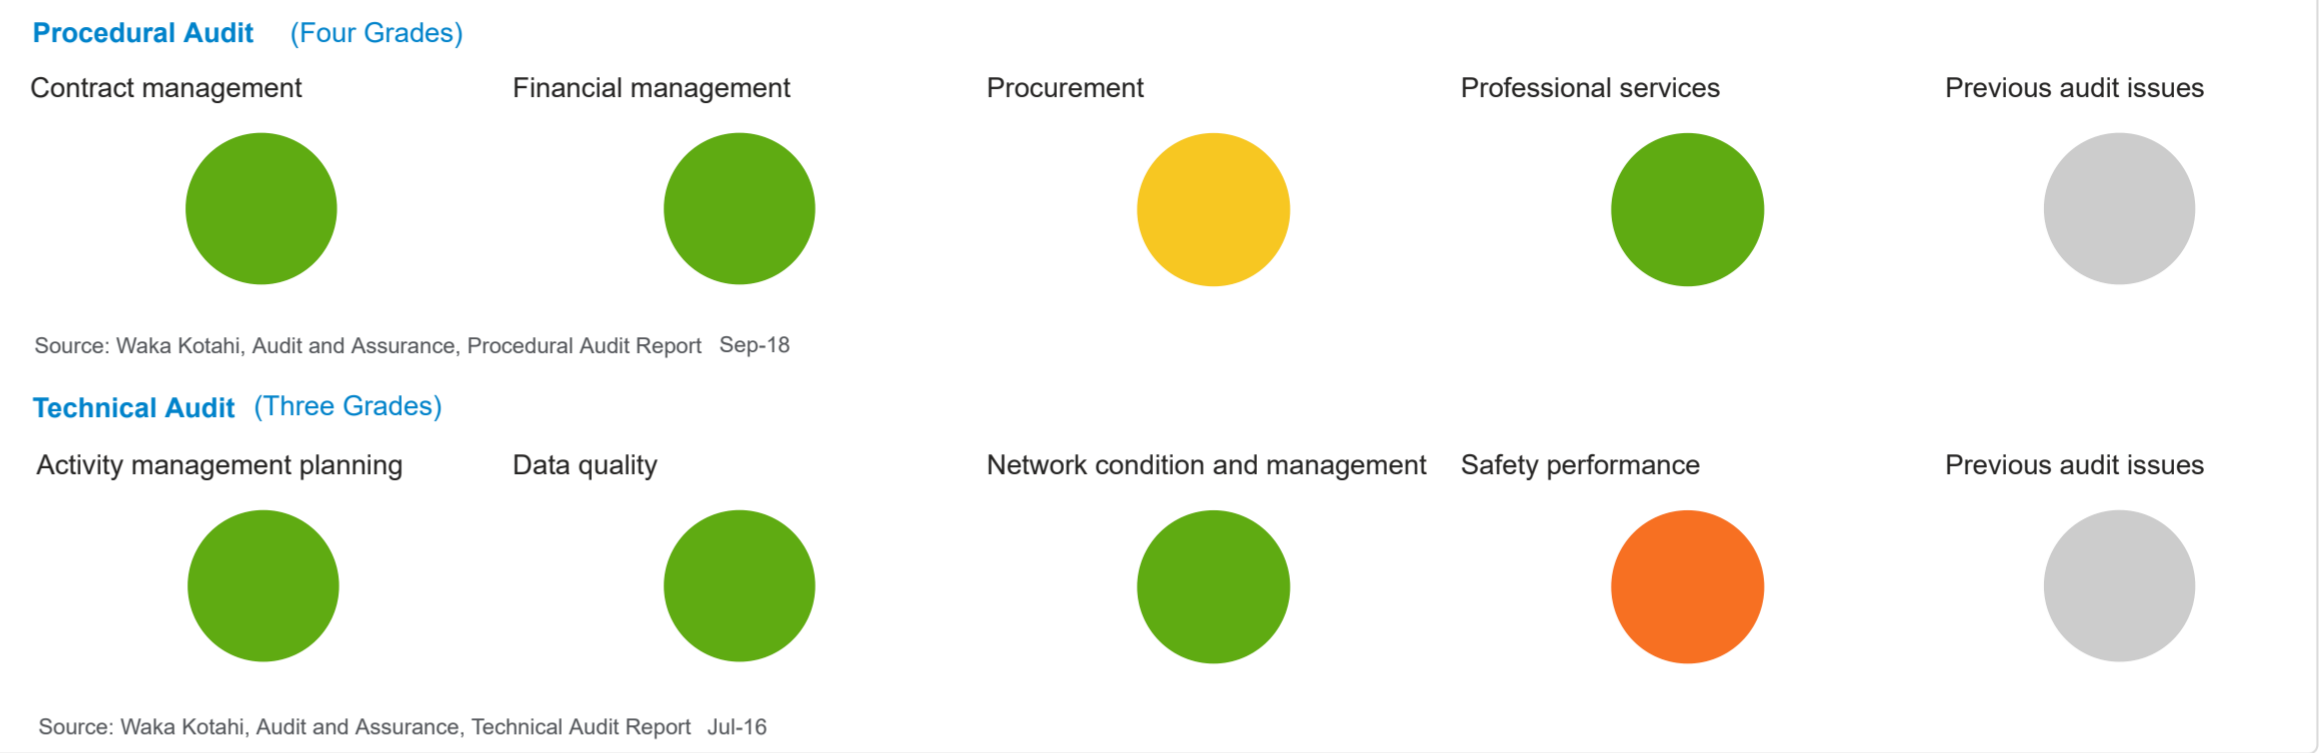 Procedural Audit (Four Grades)
Contract management Financial management Procurement Professional services Previous audit issues
Source: Waka Kotahi, Audit and Assurance, Procedural Audit Report Sep-18
Technical Audit (Three Grades)
Activity management planning Data quality Network condition and management Safety performance Previous audit issues
Source: Waka Kotahi, Audit and Assurance, Technical Audit Report Jul-16